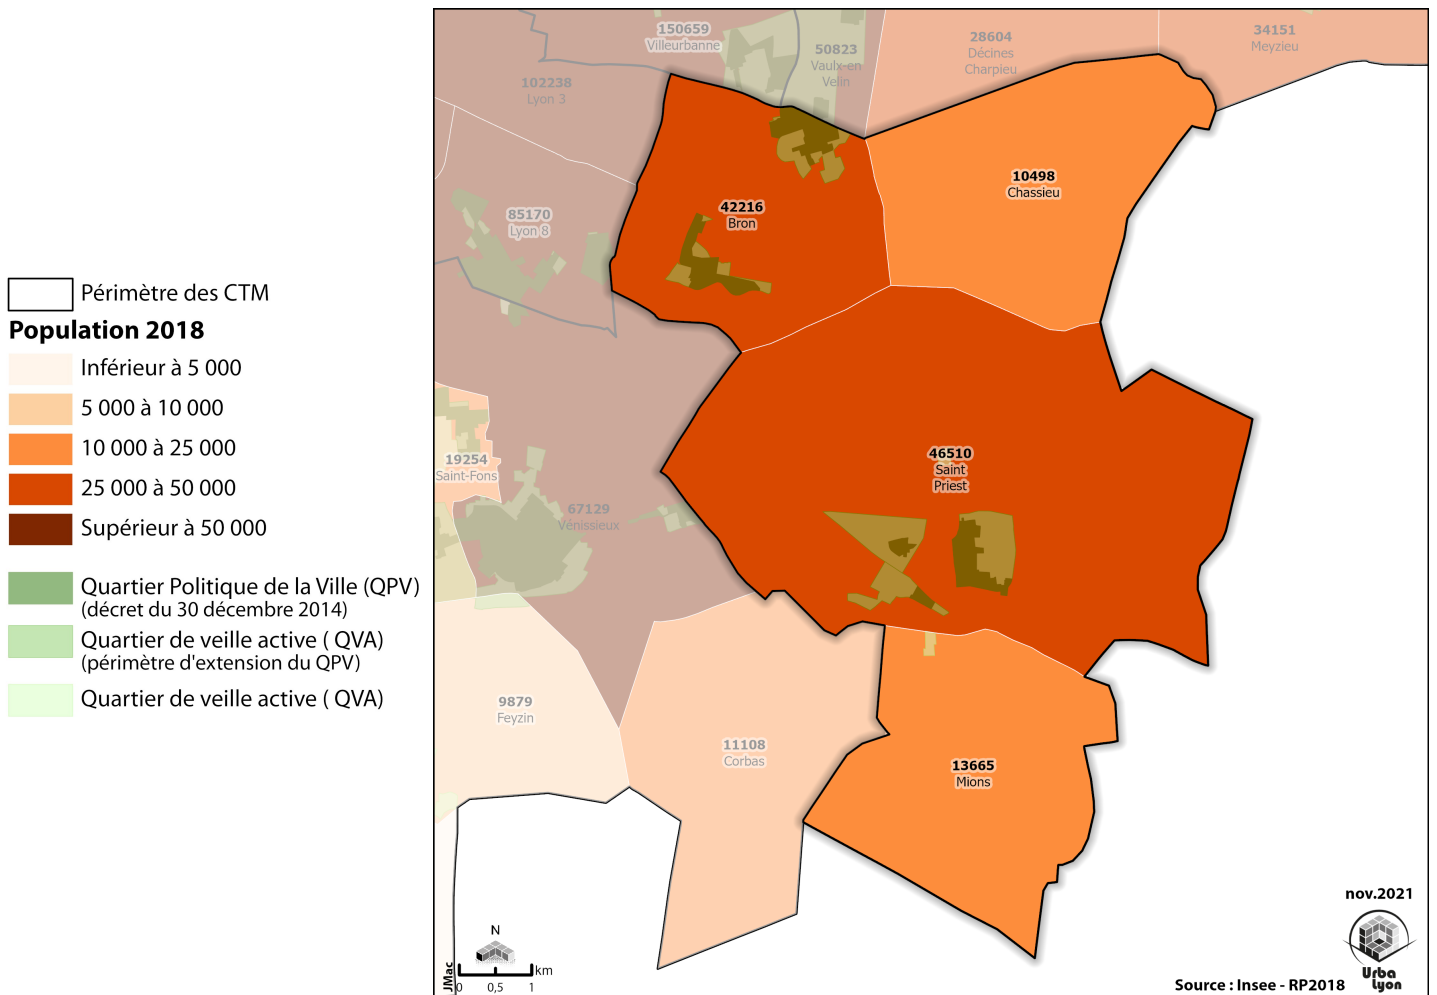 150659
Villeurbanne
50823
Vaulx-en
Velin
28604
Décines
Charpieu
34151
Meyzieu
102238
Lyon 3
10498
Chassieu
85170
Lyon 8
42216
Bron
Périmètre des CTM
Population 2018
Inférieur à 5 000
5 000 à 10 000
10 000 à 25 000
25 000 à 50 000
Supérieur à 50 000
Quartier Politique de la Ville (QPV)
(décret du 30 décembre 2014)
Quartier de veille active ( QVA)
(périmètre d'extension du QPV)
Quartier de veille active ( QVA)
19254
Saint-Fons
46510
Saint
Priest
67129
Vénissieux
9879
Feyzin
11108
Corbas
13665
Mions
nov.2021
N
JMac
km
0 0,5 1
Source : Insee - RP2018
Urba
Lyon